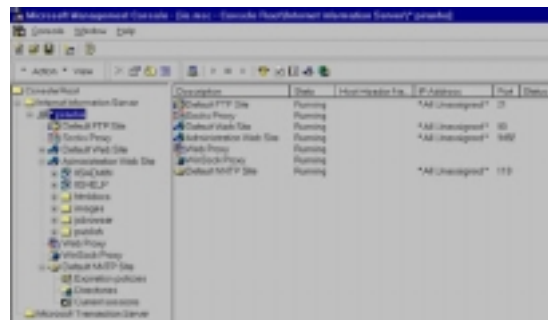 Microsoft Management Console - [iis.msc - Console Root\Internet Information Server\* piranha]
Console Window Help
Action View
Console Root
Internet Information Server
* piranha
Default FTP Site
Socks Proxy
Default Web Site
Administration Web Site
IISADMIN
IISHELP
htmldocs
images
publish
Web Proxy
WinSock Proxy
Default NNTP Site
Expiration policies
Directories
Current sessions
Microsoft Transaction Server
Description State Host Header Na... IP Address Port Status
Default FTP Site Running *All Unassigned* 21
Socks Proxy Running
Default Web Site Running *All Unassigned* 80
Administration Web Site Running *All Unassigned*
Web Proxy Running
WinSock Proxy Running
Default NNTP Site Running *All Unassigned* 119